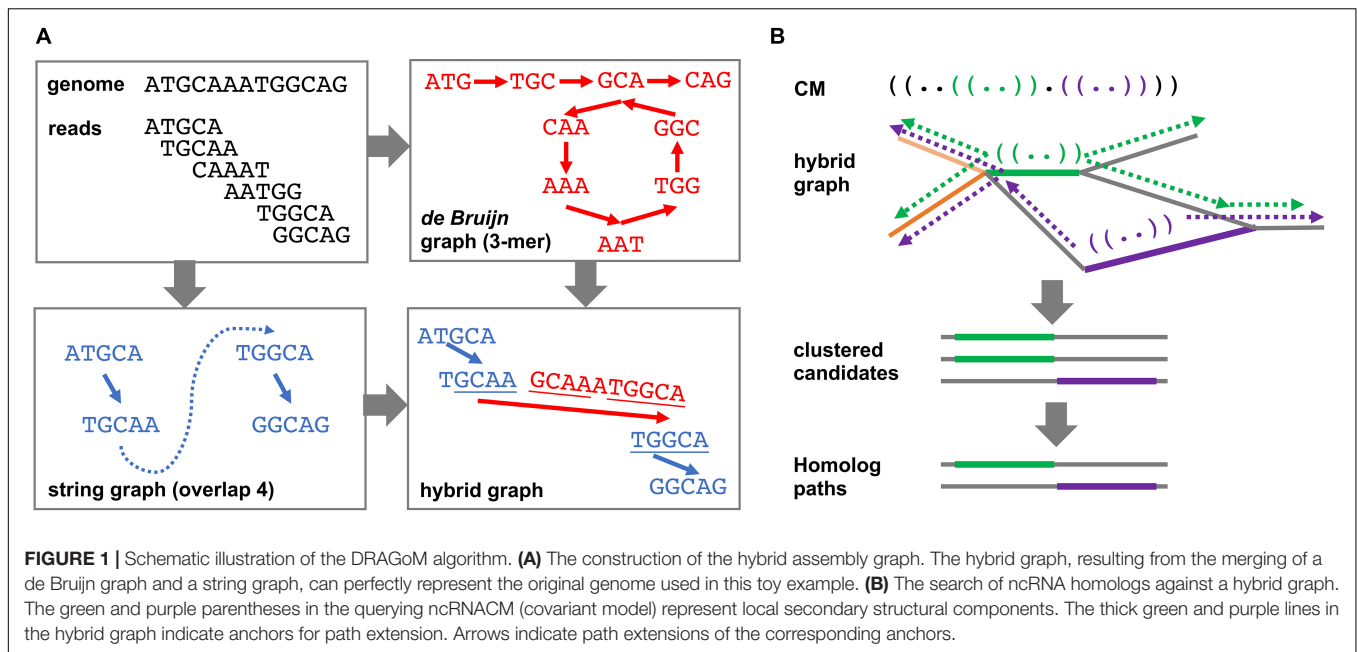 A
genome ATGCAAATGGCAG
reads
ATGCA
TGCAA
CAAAT
AATGG
TGGCA
GGCAG
ATG TGC GCA CAG
CAA GGC
AAA TGG
AAT
de Bruijn
graph (3-mer)
ATGCA TGGCA
TGCAA GGCAG
string graph (overlap 4)
ATGCA
TGCAA GCAAATGGCA
TGGCA
GGCAG
hybrid graph
B
CM ((..((..)).((..))))
hybrid
graph
((..))
((..))
clustered
candidates
Homolog
paths
FIGURE 1 | Schematic illustration of the DRAGoM algorithm. (A) The construction of the hybrid assembly graph. The hybrid graph, resulting from the merging of a
de Bruijn graph and a string graph, can perfectly represent the original genome used in this toy example. (B) The search of ncRNA homologs against a hybrid graph.
The green and purple parentheses in the querying ncRNACM (covariant model) represent local secondary structural components. The thick green and purple lines in
the hybrid graph indicate anchors for path extension. Arrows indicate path extensions of the corresponding anchors.